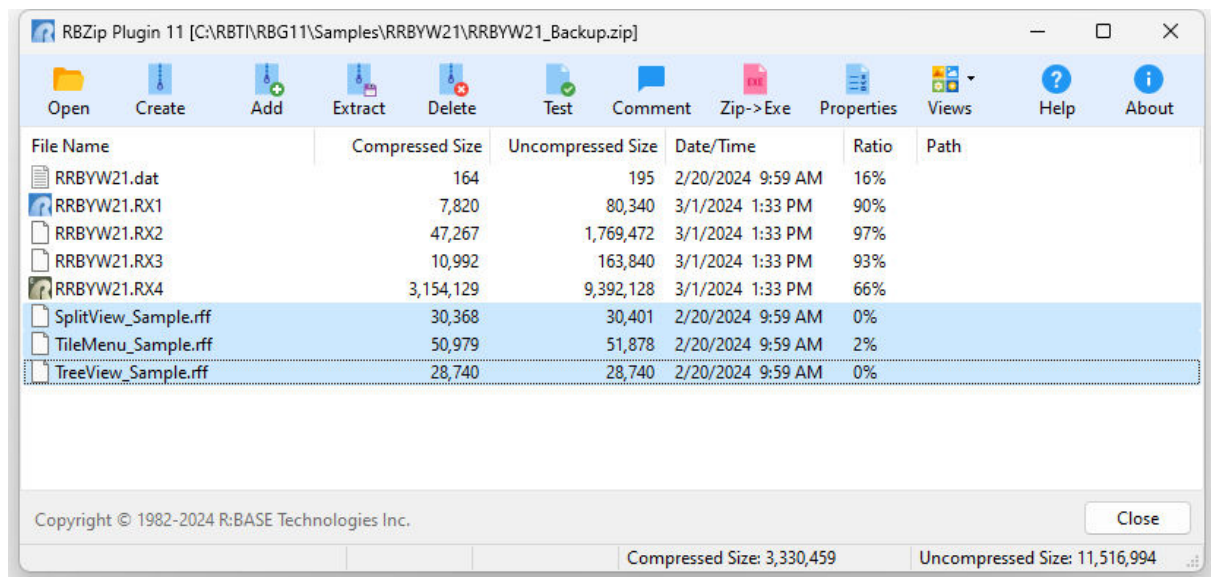 RBZip Plugin 11 [C:\RBTI\RBG11\Samples\RRBYW21\RRBYW21_Backup.zip]
Open Create Add Extract Delete Test Comment Zip->Exe Properties Views Help About
File Name Compressed Size Uncompressed Size Date/Time Ratio Path
RRBYW21.dat 164 195 2/20/2024 9:59 AM 16%
RRBYW21.RX1 7,820 80,340 3/1/2024 1:33 PM 90%
RRBYW21.RX2 47,267 1,769,472 3/1/2024 1:33 PM 97%
RRBYW21.RX3 10,992 163,840 3/1/2024 1:33 PM 93%
RRBYW21.RX4 3,154,129 9,392,128 3/1/2024 1:33 PM 66%
SplitView_Sample.rff 30,368 30,401 2/20/2024 9:59 AM 0%
TileMenu_Sample.rff 50,979 51,878 2/20/2024 9:59 AM 2%
TreeView_Sample.rff 28,740 28,740 2/20/2024 9:59 AM 0%
Copyright © 1982-2024 R:BASE Technologies Inc. Close
Compressed Size: 3,330,459 Uncompressed Size: 11,516,994